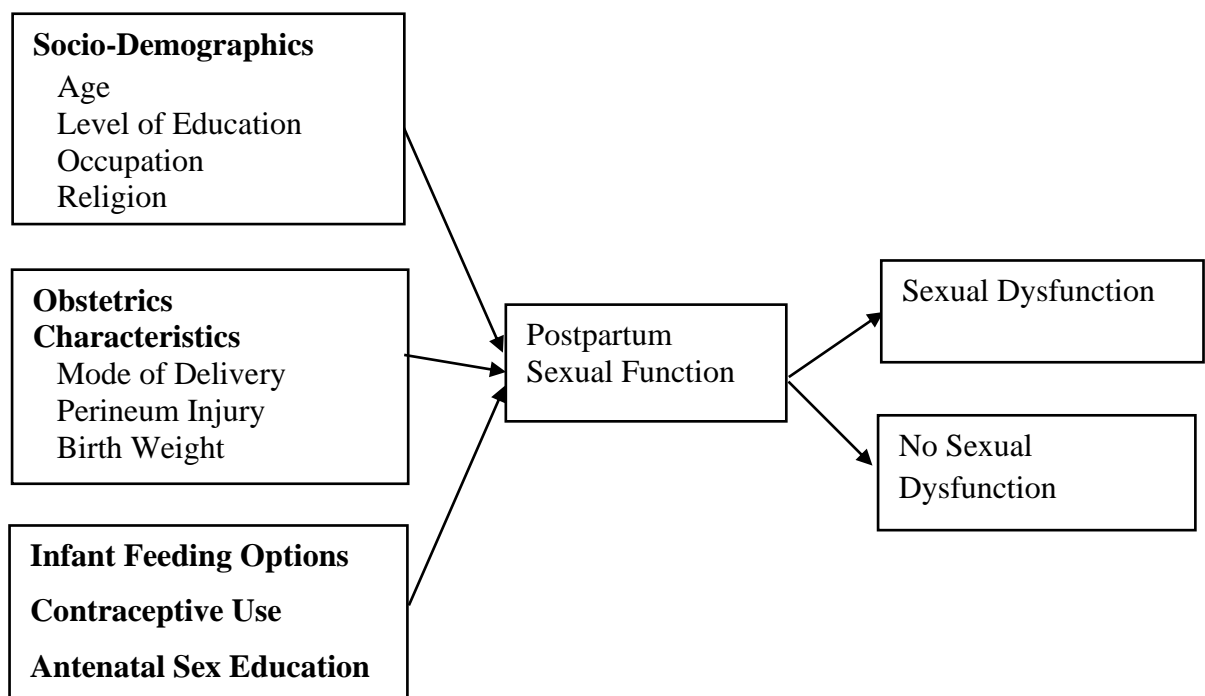 Socio-Demographics
Age
Level of Education
Occupation
Religion
Obstetrics
Characteristics
Mode of Delivery
Perineum Injury
Birth Weight
Infant Feeding Options
Contraceptive Use
Antenatal Sex Education
Postpartum
Sexual Function
Sexual Dysfunction
No Sexual
Dysfunction